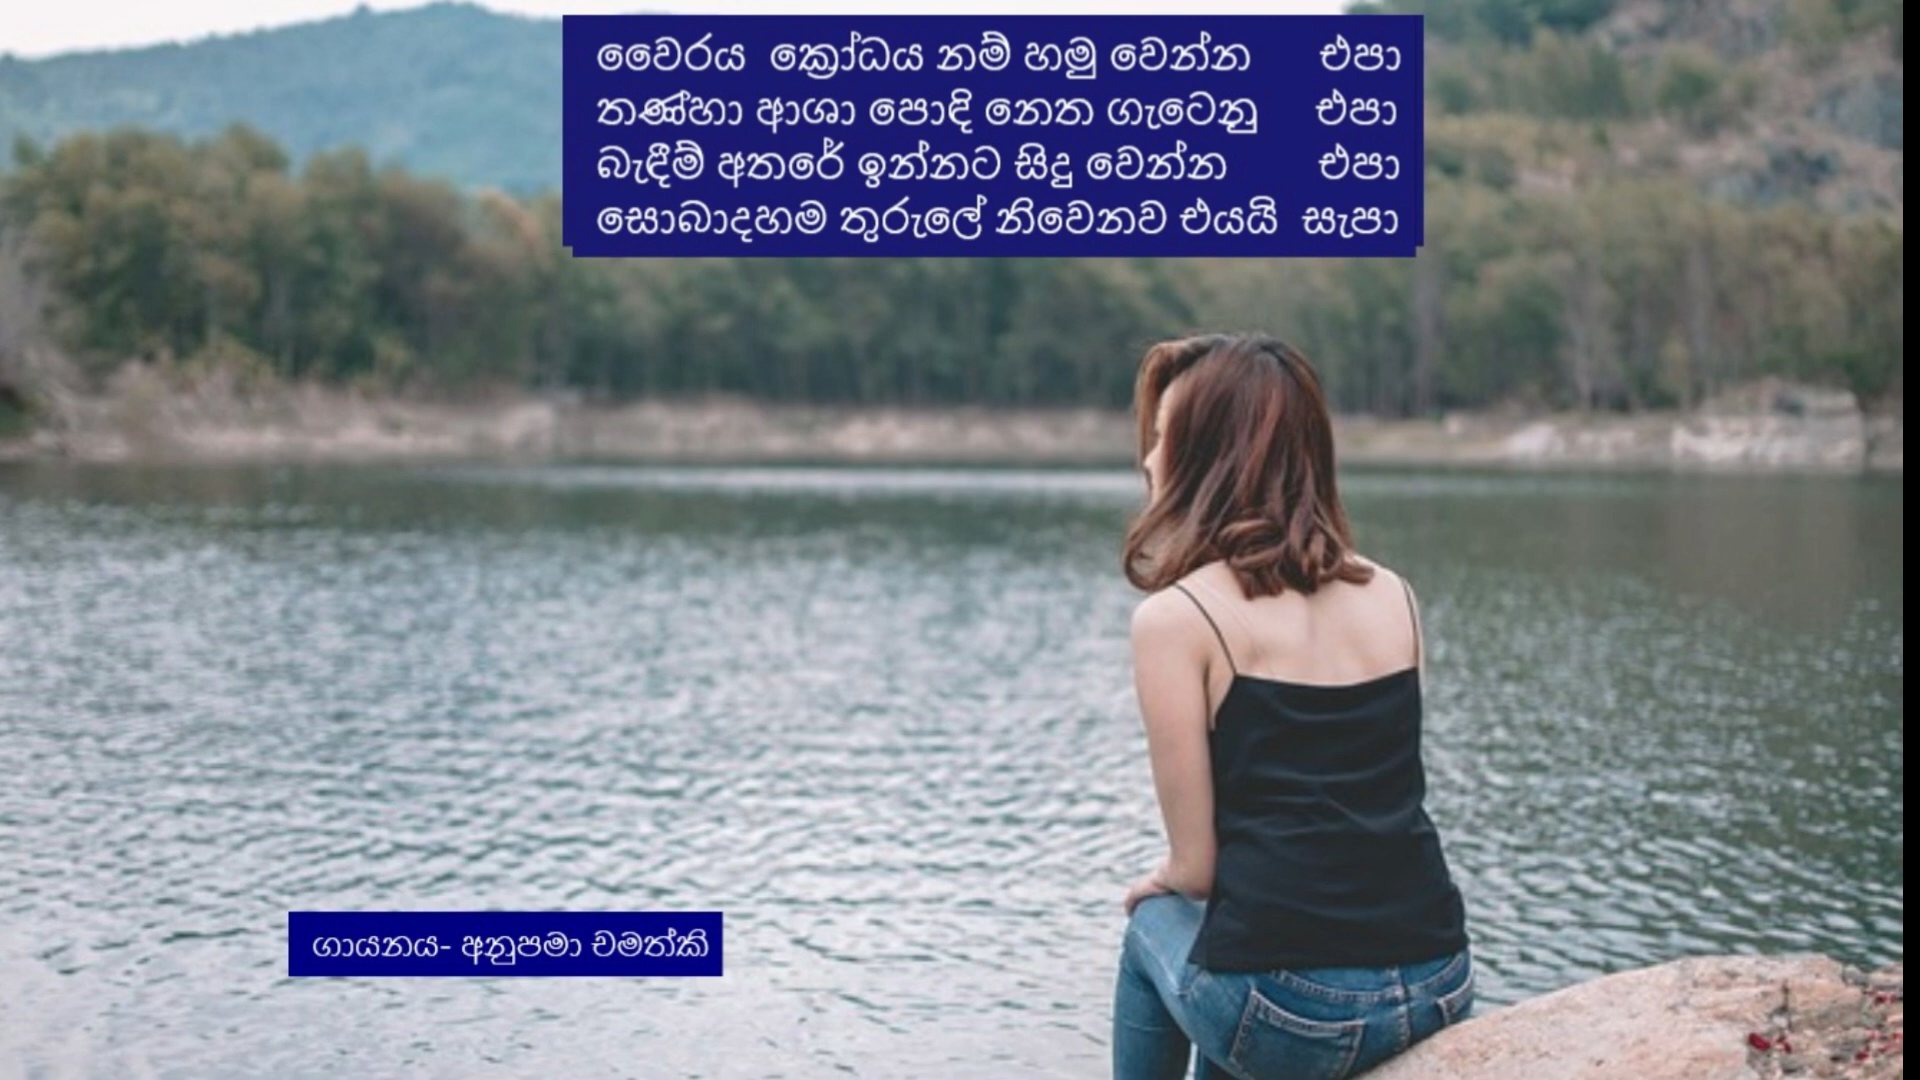 වෛරය ක්‍රෝධය නම් හමු වෙන්න එපා
තණ්හා ආශා පොඳි නෙත ගැටෙනු එපා
බැඳීම් අතරේ ඉන්නට සිදු වෙන්න එපා
සොබාදහම තුරුලේ නිවෙනව එයයි සැපා
ගායනය- අනුපමා චමත්කි